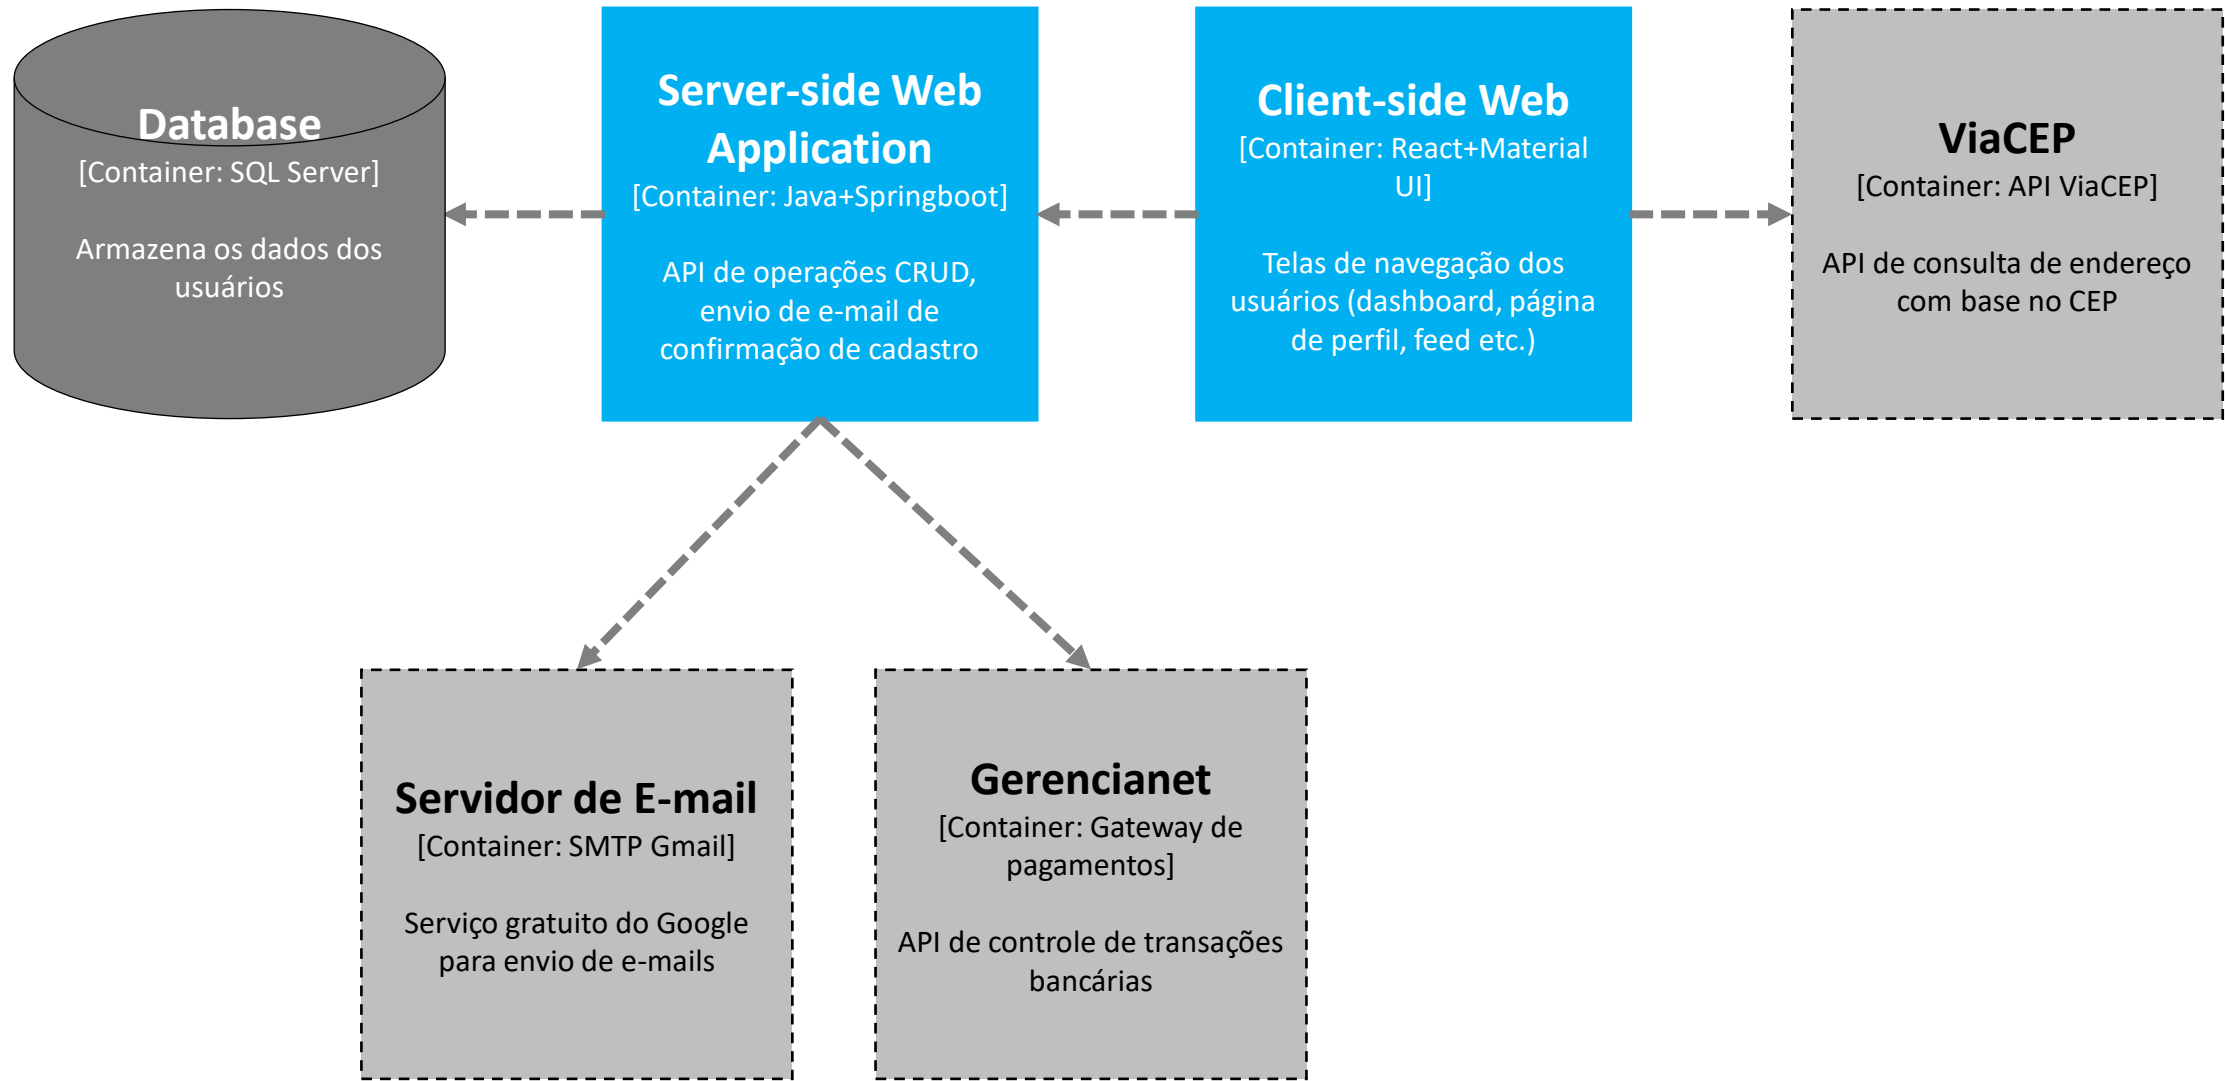 Database
[Container: SQL Server]
Armazena os dados dos
usuários
Server-side Web
Application
[Container: Java+Springboot]
API de operações CRUD,
envio de e-mail de
confirmação de cadastro
Client-side Web
[Container: React+Material
UI]
Telas de navegação dos
usuários (dashboard, página
de perfil, feed etc.)
ViaCEP
[Container: API ViaCEP]
API de consulta de endereço
com base no CEP
Servidor de E-mail
[Container: SMTP Gmail]
Serviço gratuito do Google
para envio de e-mails
Gerencianet
[Container: Gateway de
pagamentos]
API de controle de transações
bancárias